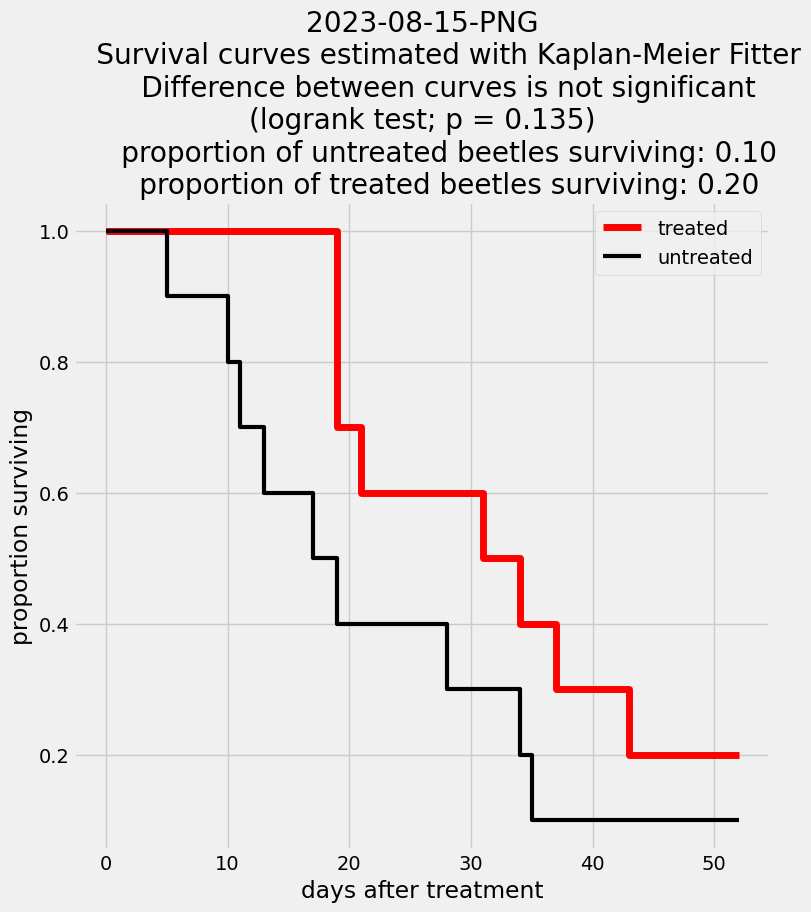 2023-08-15-PNG
Survival curves estimated with Kaplan-Meier Fitter
Difference between curves is not significant
(logrank test; p = 0.135)
proportion of untreated beetles surviving: 0.10
proportion of treated beetles surviving: 0.20
treated
untreated
1.0
0.8
0.6
0.4
0.2
proportion surviving
0 10 20 30 40 50
days after treatment